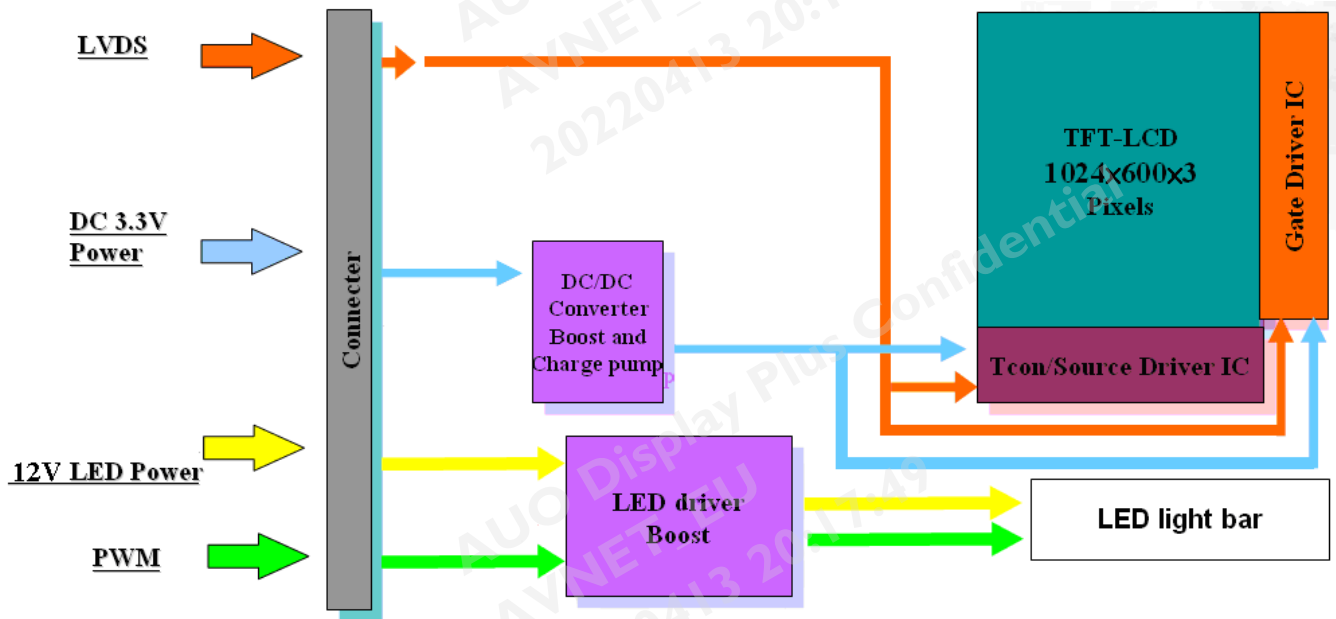 LVDS
DC 3.3V
Power
12V LED Power
PWM
Connecter
DC/DC
Converter
Boost and
Charge pump
P
LED driver
Boost
TFT-LCD
1024x600x3
Pixels
Gate Driver IC
Tcon/Source Driver IC
LED light bar
AUO Display Plus Confidential
AVNET_EU
20220413 20:17:49